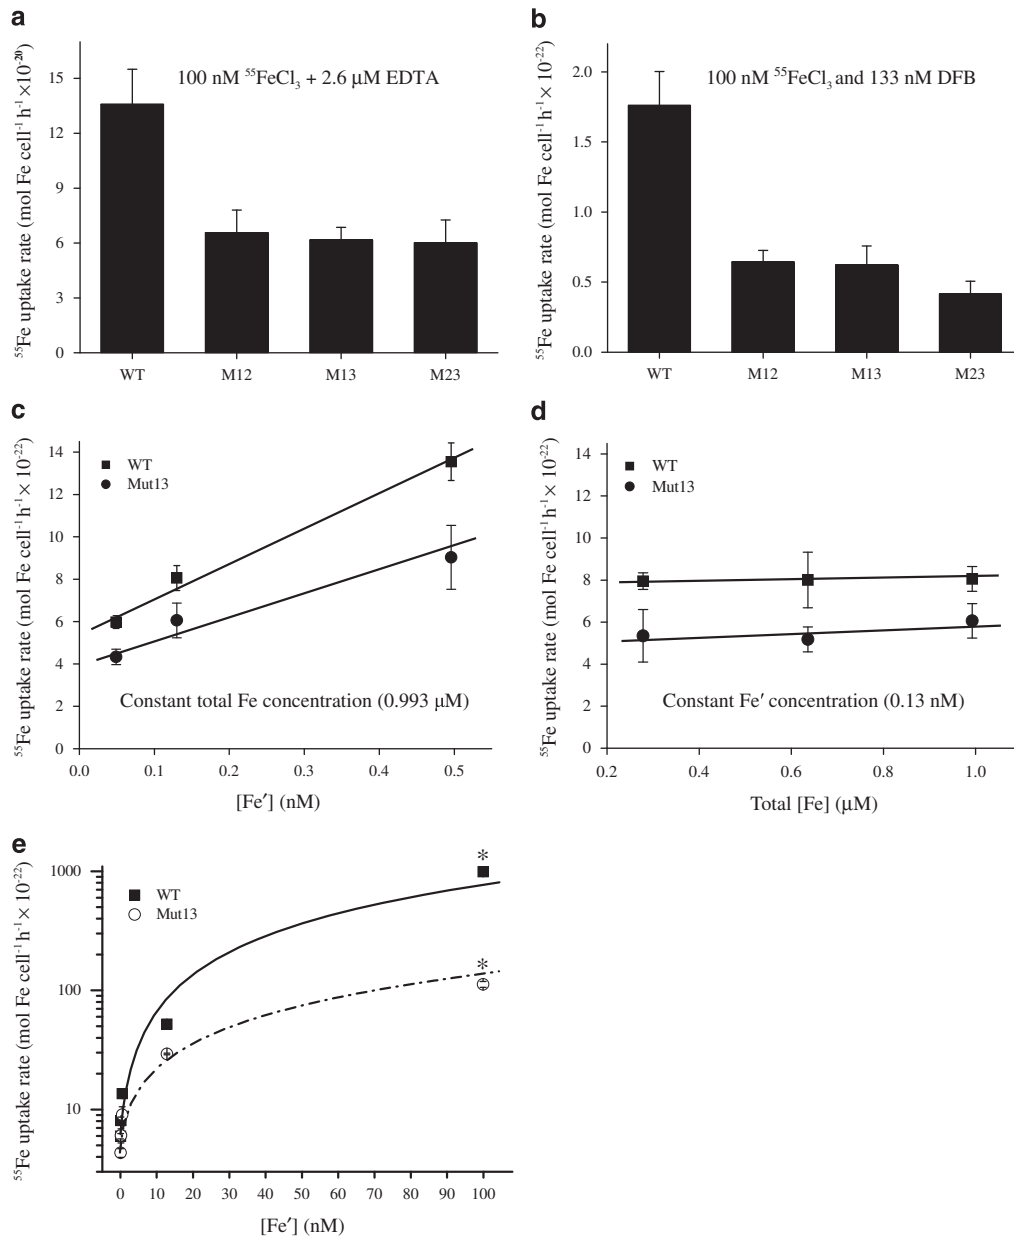 a
⁵⁵Fe uptake rate (mol Fe cell⁻¹ h⁻¹ ×10⁻²⁰)
15
12
9
6
3
0
100 nM ⁵⁵FeCl₃ + 2.6 µM EDTA
WT M12 M13 M23
b
⁵⁵Fe uptake rate (mol Fe cell⁻¹ h⁻¹ × 10⁻²²)
2.0
1.5
1.0
0.5
0.0
100 nM ⁵⁵FeCl₃ and 133 nM DFB
WT M12 M13 M23
c
⁵⁵Fe uptake rate (mol Fe cell⁻¹ h⁻¹ × 10⁻²²)
14
12
10
8
6
4
2
0
WT
Mut13
Constant total Fe concentration (0.993 µM)
0.0 0.1 0.2 0.3 0.4 0.5
[Fe′] (nM)
d
⁵⁵Fe uptake rate (mol Fe cell⁻¹ h⁻¹ × 10⁻²²)
14
12
10
8
6
4
2
0
WT
Mut13
Constant Fe′ concentration (0.13 nM)
0.2 0.4 0.6 0.8 1.0
Total [Fe] (µM)
e
⁵⁵Fe uptake rate (mol Fe cell⁻¹ h⁻¹ × 10⁻²²)
1000
100
10
WT
Mut13
*
*
0 10 20 30 40 50 60 70 80 90 100
[Fe′] (nM)